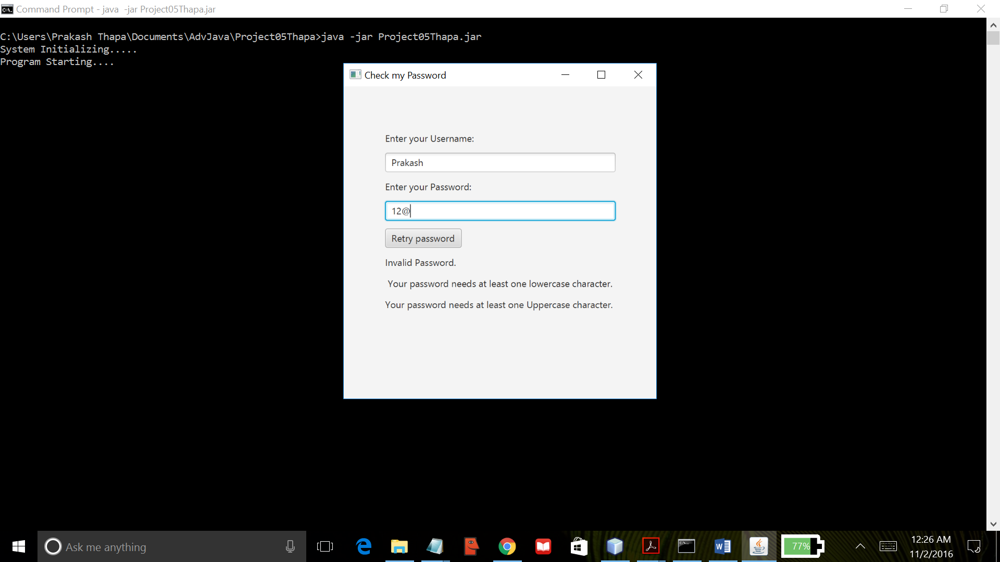 Command Prompt - java  -jar Project05Thapa.jar
C:\Users\Prakash Thapa\Documents\AdvJava\Project05Thapa>java -jar Project05Thapa.jar
System Initializing.....
Program Starting....
Check my Password
Enter your Username:
Prakash
Enter your Password:
12@
Retry password
Invalid Password.
Your password needs at least one lowercase character.
Your password needs at least one Uppercase character.
Ask me anything
77%
12:26 AM
11/2/2016